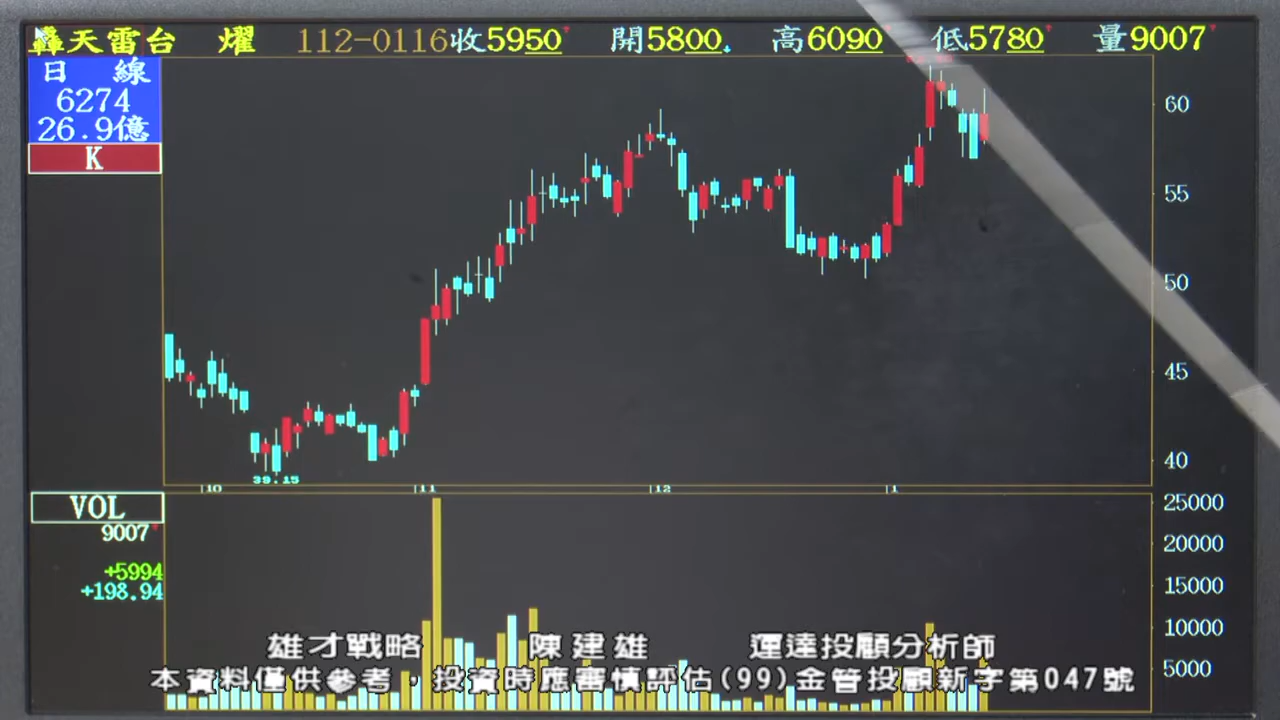 轟天雷台 燿 112-0116收5950 開5800 高6090 低5780 量9007
日 線
6274
26.9億
K
60
55
50
45
40
39.15
10 11 12 1
VOL
9007
+5994
+198.94
25000
20000
15000
10000
5000
雄才戰略 陳建雄 運達投顧分析師
本資料僅供參考，投資時應審慎評估(99)金管投顧新字第047號